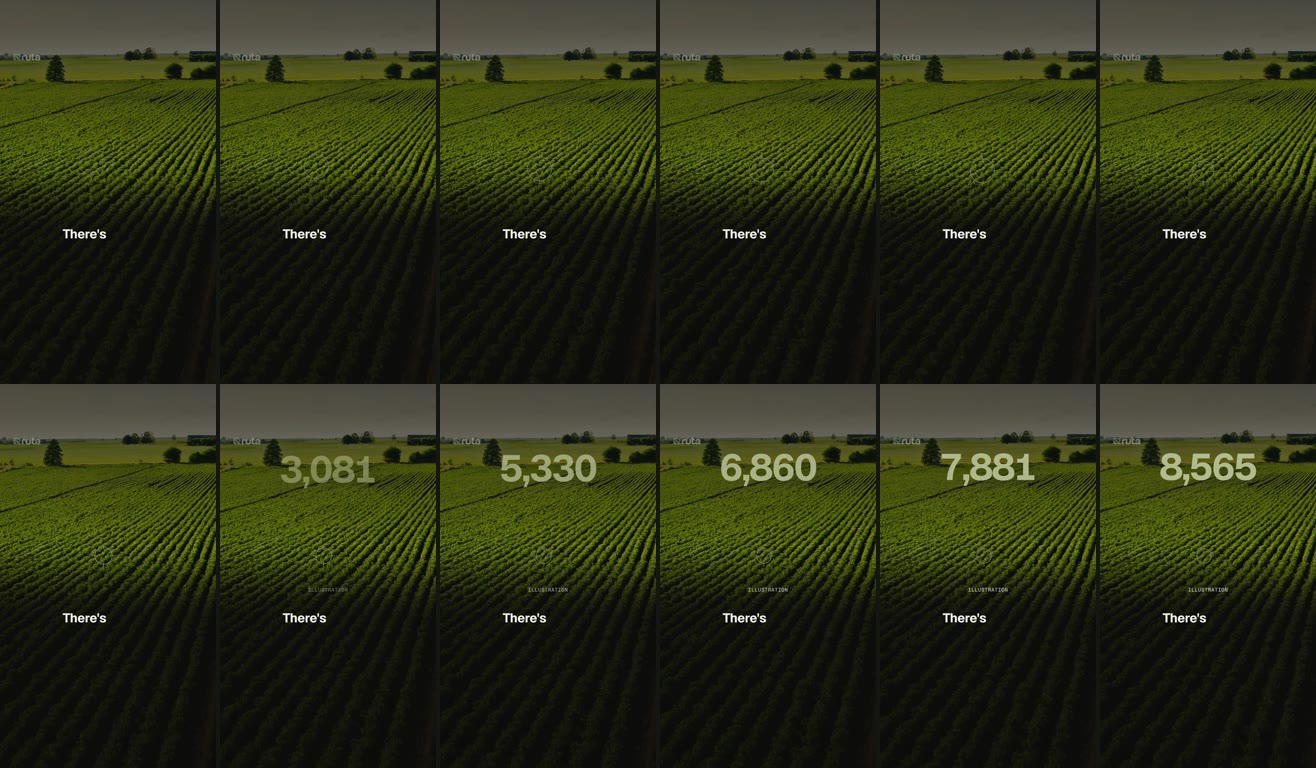 ruta ruta ruta ruta ruta ruta
There's There's There's There's There's There's
ruta ruta ruta ruta ruta ruta
3,081 5,330 6,860 7,881 8,565
ILLUSTRATION ILLUSTRATION ILLUSTRATION ILLUSTRATION ILLUSTRATION
There's There's There's There's There's There's